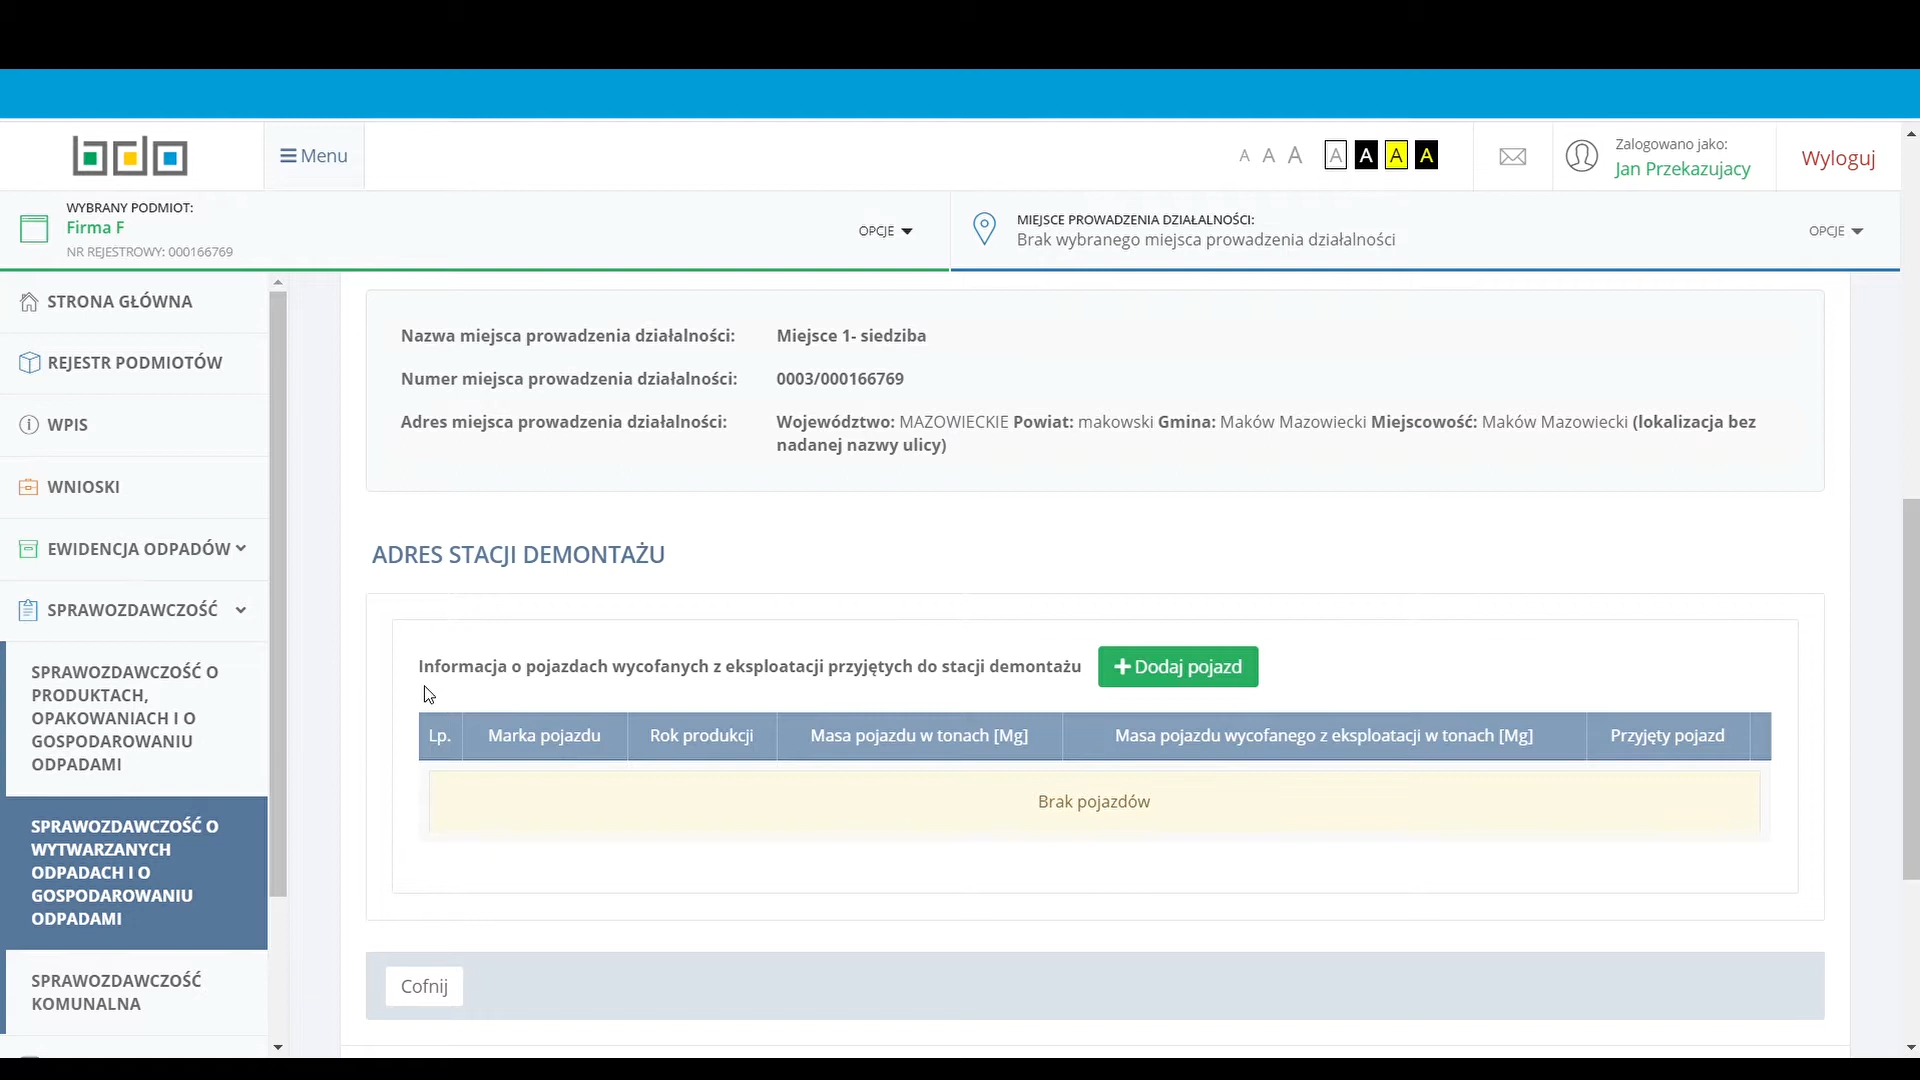 bdo
Menu
A A A A A A A
Zalogowano jako:
Jan Przekazujacy
Wyloguj
WYBRANY PODMIOT:
Firma F
NR REJESTROWY: 000166769
OPCJE
MIEJSCE PROWADZENIA DZIAŁALNOŚCI:
Brak wybranego miejsca prowadzenia działalności
OPCJE
STRONA GŁÓWNA
REJESTR PODMIOTÓW
WPIS
WNIOSKI
EWIDENCJA ODPADÓW
SPRAWOZDAWCZOŚĆ
SPRAWOZDAWCZOŚĆ O
PRODUKTACH,
OPAKOWANIACH I O
GOSPODAROWANIU
ODPADAMI
SPRAWOZDAWCZOŚĆ O
WYTWARZANYCH
ODPADACH I O
GOSPODAROWANIU
ODPADAMI
SPRAWOZDAWCZOŚĆ
KOMUNALNA
Nazwa miejsca prowadzenia działalności: Miejsce 1- siedziba
Numer miejsca prowadzenia działalności: 0003/000166769
Adres miejsca prowadzenia działalności: Województwo: MAZOWIECKIE Powiat: makowski Gmina: Maków Mazowiecki Miejscowość: Maków Mazowiecki (lokalizacja bez
nadanej nazwy ulicy)
ADRES STACJI DEMONTAŻU
Informacja o pojazdach wycofanych z eksploatacji przyjętych do stacji demontażu
+ Dodaj pojazd
Lp. Marka pojazdu Rok produkcji Masa pojazdu w tonach [Mg] Masa pojazdu wycofanego z eksploatacji w tonach [Mg] Przyjęty pojazd
Brak pojazdów
Cofnij